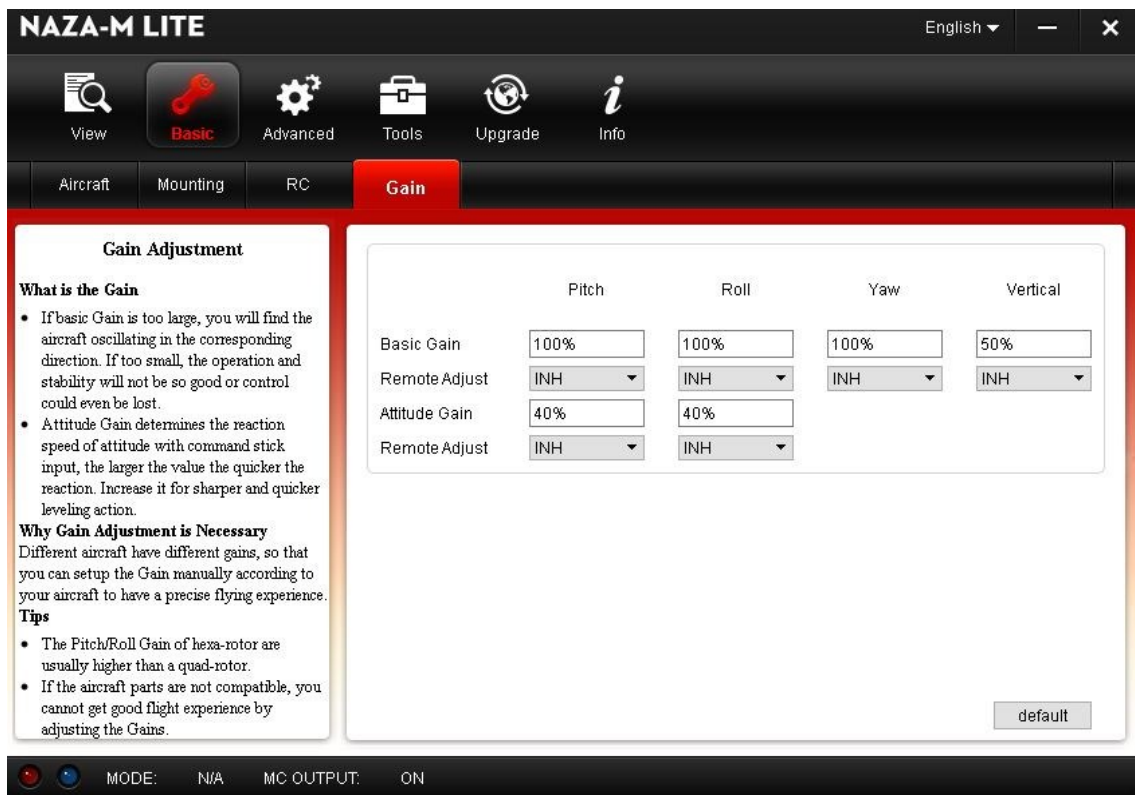 NAZA-M LITE
English
View
Basic
Advanced
Tools
Upgrade
Info
Aircraft
Mounting
RC
Gain
Gain Adjustment
What is the Gain
• If basic Gain is too large, you will find the
aircraft oscillating in the corresponding
direction. If too small, the operation and
stability will not be so good or control
could even be lost.
• Attitude Gain determines the reaction
speed of attitude with command stick
input, the larger the value the quicker the
reaction. Increase it for sharper and quicker
leveling action.
Why Gain Adjustment is Necessary
Different aircraft have different gains, so that
you can setup the Gain manually according to
your aircraft to have a precise flying experience.
Tips
• The Pitch/Roll Gain of hexa-rotor are
usually higher than a quad-rotor.
• If the aircraft parts are not compatible, you
cannot get good flight experience by
adjusting the Gains.
Pitch Roll Yaw Vertical
Basic Gain 100% 100% 100% 50%
Remote Adjust INH INH INH INH
Attitude Gain 40% 40%
Remote Adjust INH INH
default
MODE: N/A MC OUTPUT: ON